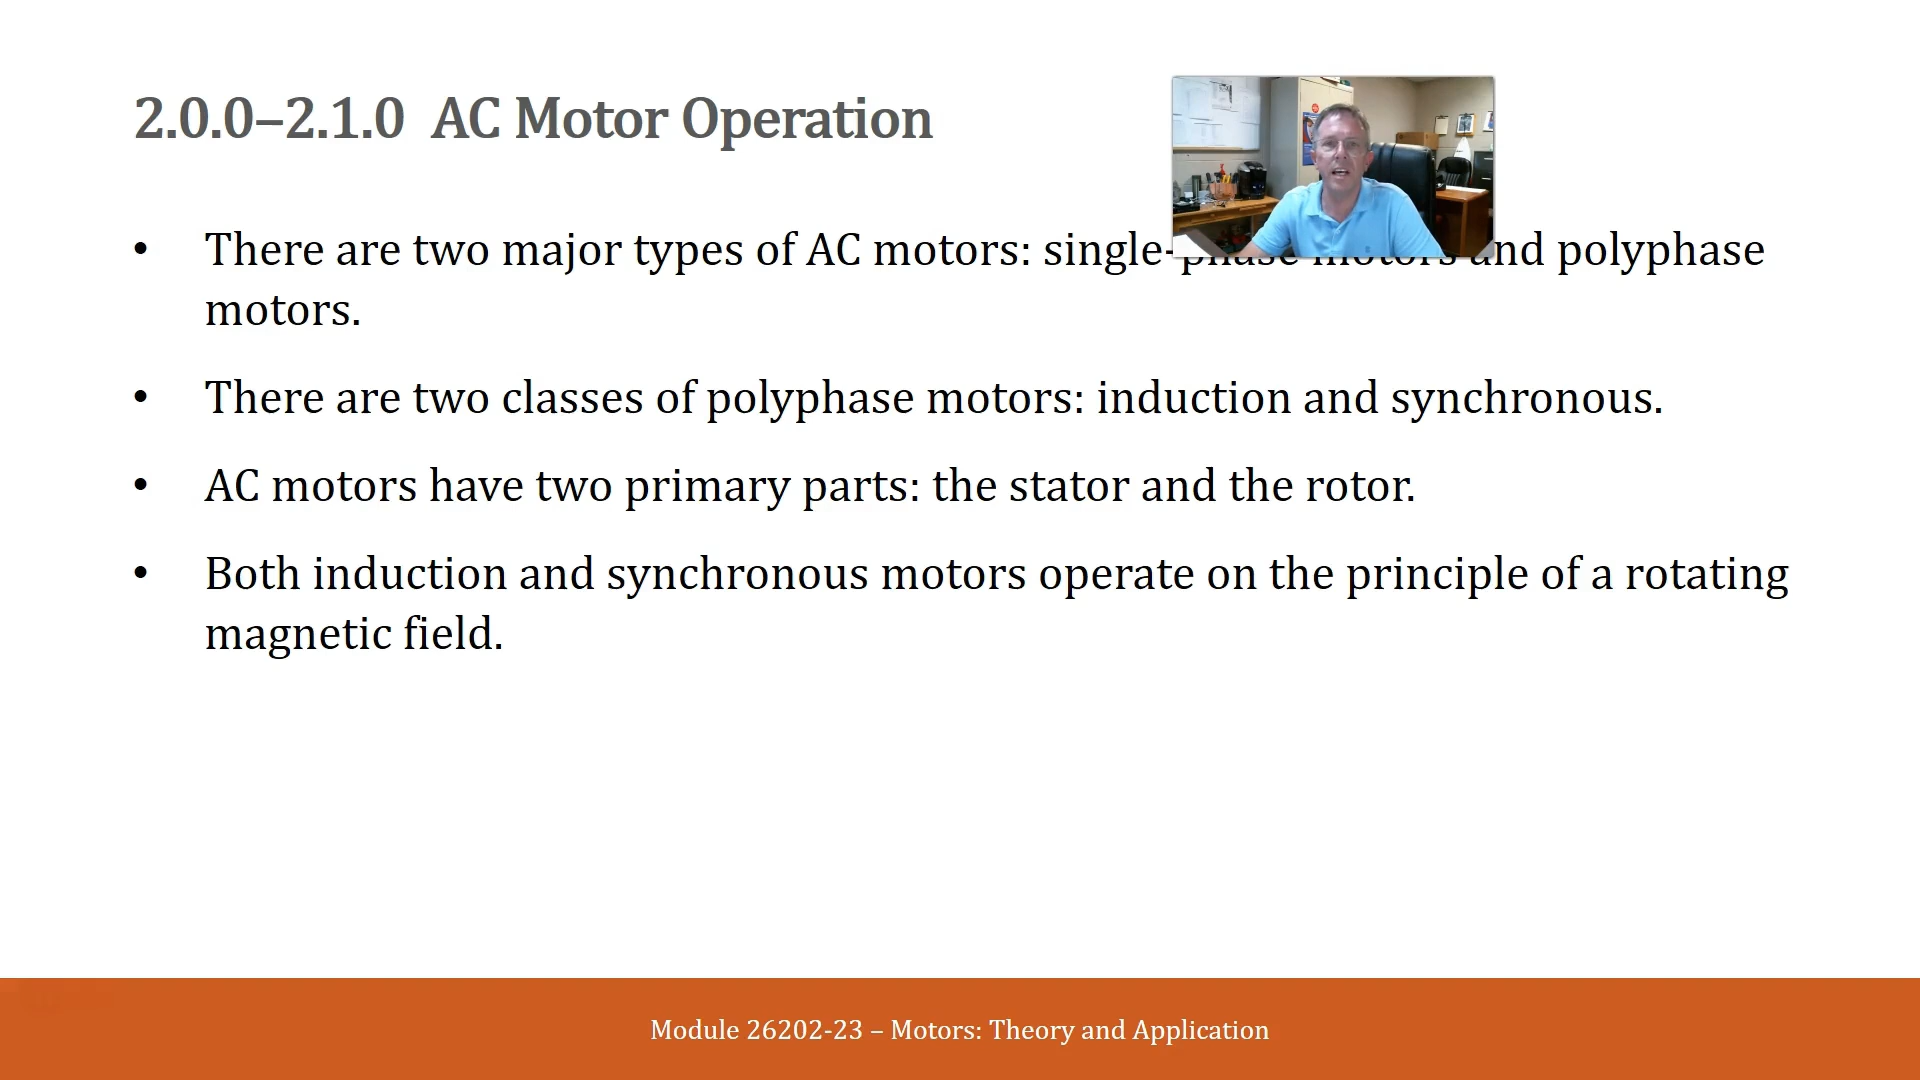 2.0.0–2.1.0 AC Motor Operation
• There are two major types of AC motors: single-phase motors and polyphase
motors.
• There are two classes of polyphase motors: induction and synchronous.
• AC motors have two primary parts: the stator and the rotor.
• Both induction and synchronous motors operate on the principle of a rotating
magnetic field.
Module 26202-23 – Motors: Theory and Application